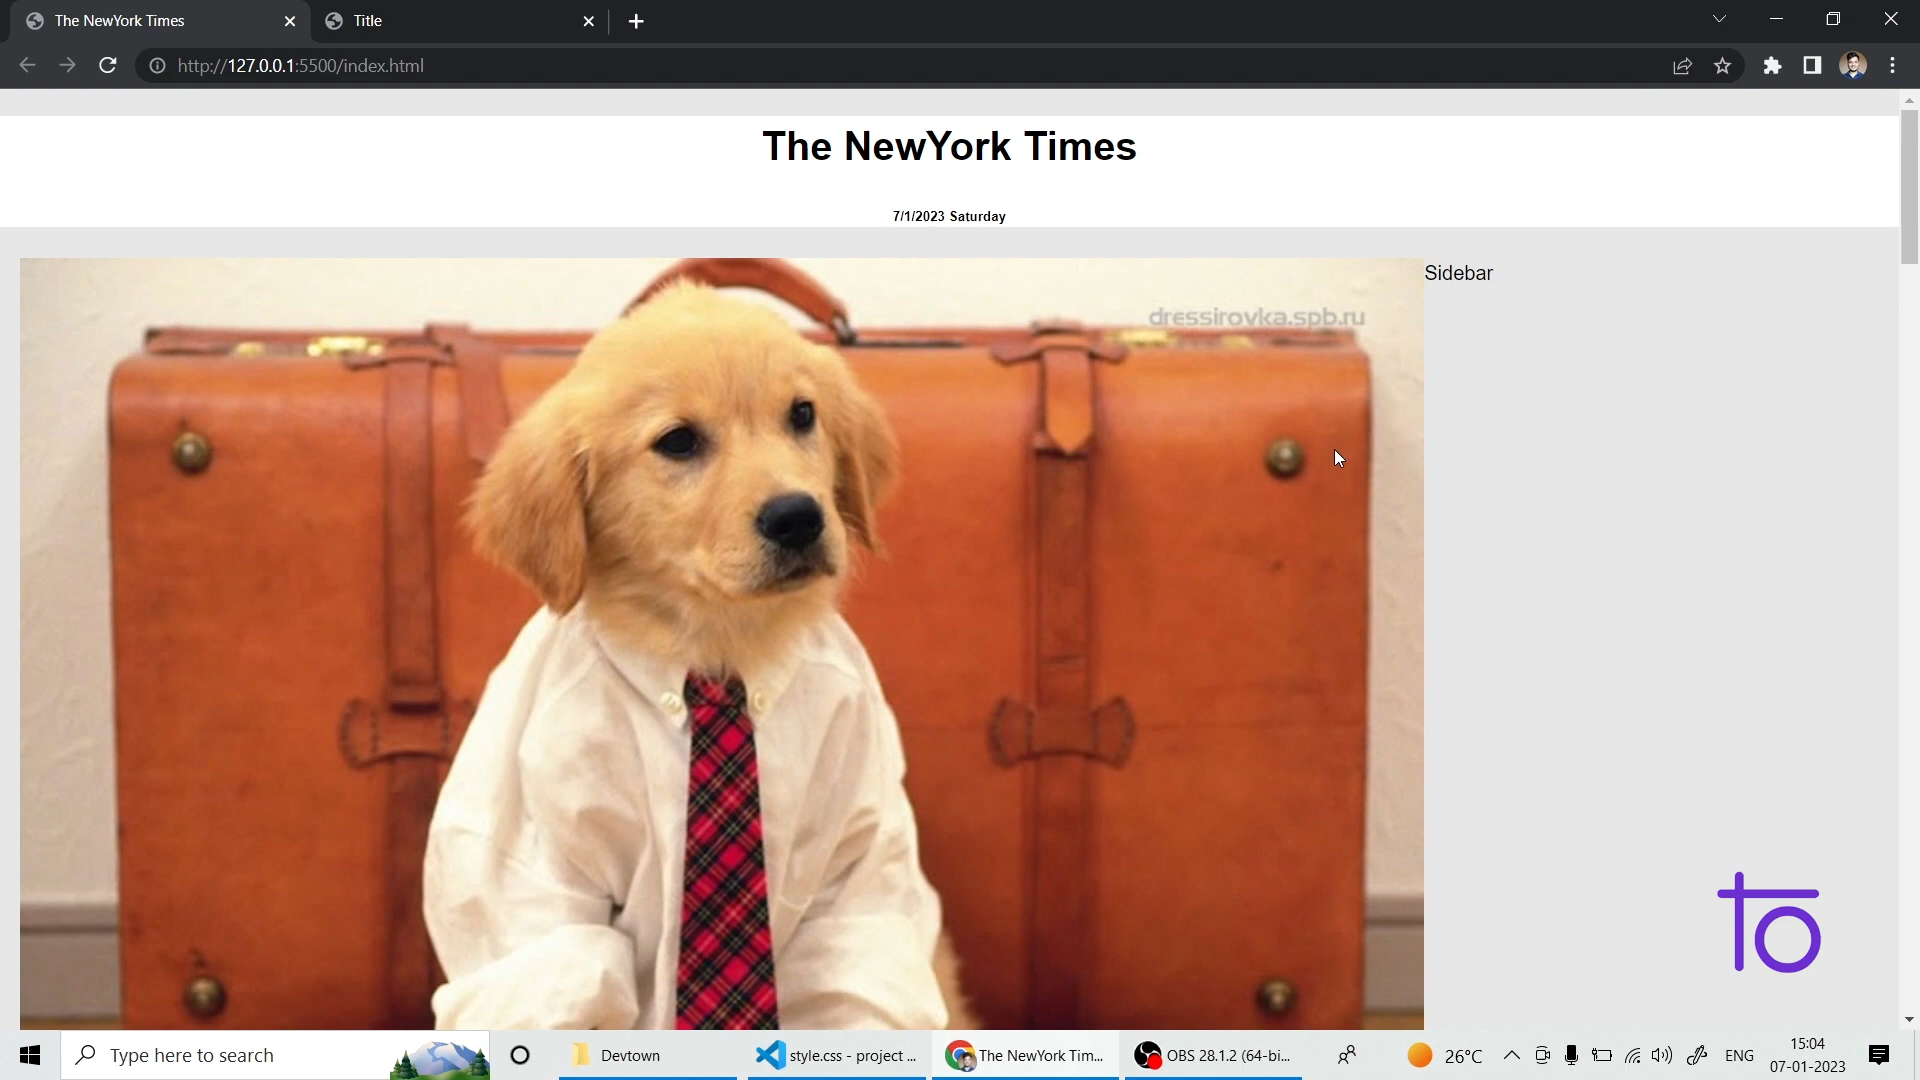 The NewYork Times
Title
http://127.0.0.1:5500/index.html
The NewYork Times
7/1/2023 Saturday
Sidebar
dressirovka.spb.ru
to
Type here to search
Devtown
style.css - project ...
The NewYork Tim...
OBS 28.1.2 (64-bi...
26°C
ENG
15:04
07-01-2023